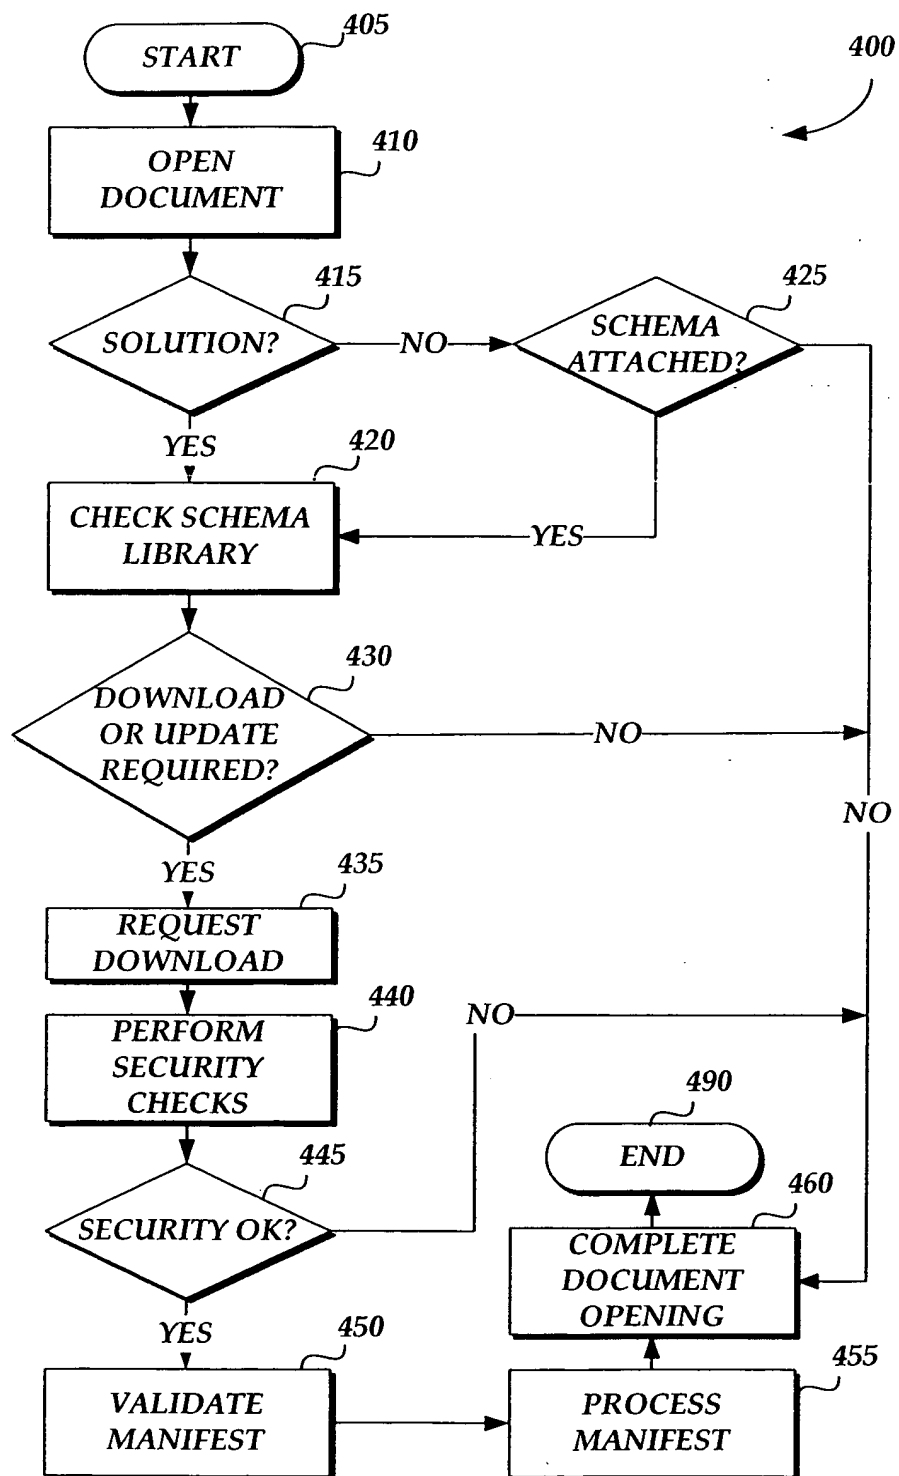 405
START
400
410
OPEN
DOCUMENT
415
425
SOLUTION?
NO
SCHEMA
ATTACHED?
YES
420
CHECK SCHEMA
LIBRARY
YES
430
DOWNLOAD
OR UPDATE
REQUIRED?
NO
NO
YES
435
REQUEST
DOWNLOAD
440
NO
PERFORM
SECURITY
CHECKS
490
END
445
SECURITY OK?
460
COMPLETE
DOCUMENT
OPENING
YES
450
455
VALIDATE
MANIFEST
PROCESS
MANIFEST